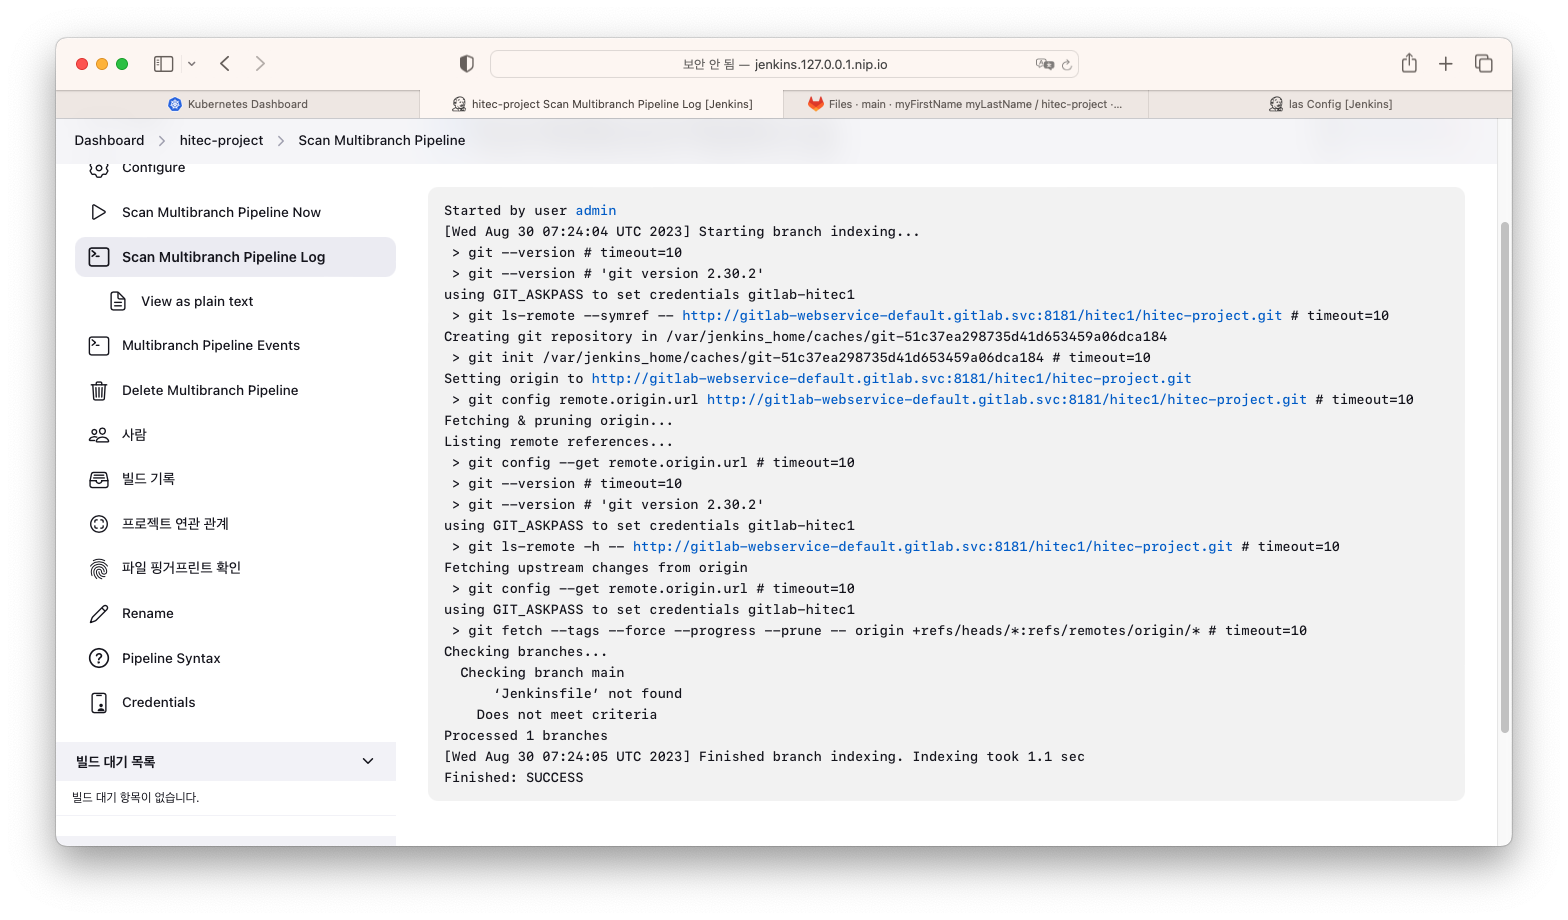 보안 안 됨 — jenkins.127.0.0.1.nip.io
Kubernetes Dashboard
hitec-project Scan Multibranch Pipeline Log [Jenkins]
Files · main · myFirstName myLastName / hitec-project ·...
las Config [Jenkins]
Dashboard > hitec-project > Scan Multibranch Pipeline
Configure
Scan Multibranch Pipeline Now
Scan Multibranch Pipeline Log
View as plain text
Multibranch Pipeline Events
Delete Multibranch Pipeline
사람
빌드 기록
프로젝트 연관 관계
파일 핑거프린트 확인
Rename
Pipeline Syntax
Credentials
빌드 대기 목록
빌드 대기 항목이 없습니다.
Started by user admin
[Wed Aug 30 07:24:04 UTC 2023] Starting branch indexing...
 > git --version # timeout=10
 > git --version # 'git version 2.30.2'
using GIT_ASKPASS to set credentials gitlab-hitec1
 > git ls-remote --symref -- http://gitlab-webservice-default.gitlab.svc:8181/hitec1/hitec-project.git # timeout=10
Creating git repository in /var/jenkins_home/caches/git-51c37ea298735d41d653459a06dca184
 > git init /var/jenkins_home/caches/git-51c37ea298735d41d653459a06dca184 # timeout=10
Setting origin to http://gitlab-webservice-default.gitlab.svc:8181/hitec1/hitec-project.git
 > git config remote.origin.url http://gitlab-webservice-default.gitlab.svc:8181/hitec1/hitec-project.git # timeout=10
Fetching & pruning origin...
Listing remote references...
 > git config --get remote.origin.url # timeout=10
 > git --version # timeout=10
 > git --version # 'git version 2.30.2'
using GIT_ASKPASS to set credentials gitlab-hitec1
 > git ls-remote -h -- http://gitlab-webservice-default.gitlab.svc:8181/hitec1/hitec-project.git # timeout=10
Fetching upstream changes from origin
 > git config --get remote.origin.url # timeout=10
using GIT_ASKPASS to set credentials gitlab-hitec1
 > git fetch --tags --force --progress --prune -- origin +refs/heads/*:refs/remotes/origin/* # timeout=10
Checking branches...
  Checking branch main
      ‘Jenkinsfile’ not found
    Does not meet criteria
Processed 1 branches
[Wed Aug 30 07:24:05 UTC 2023] Finished branch indexing. Indexing took 1.1 sec
Finished: SUCCESS